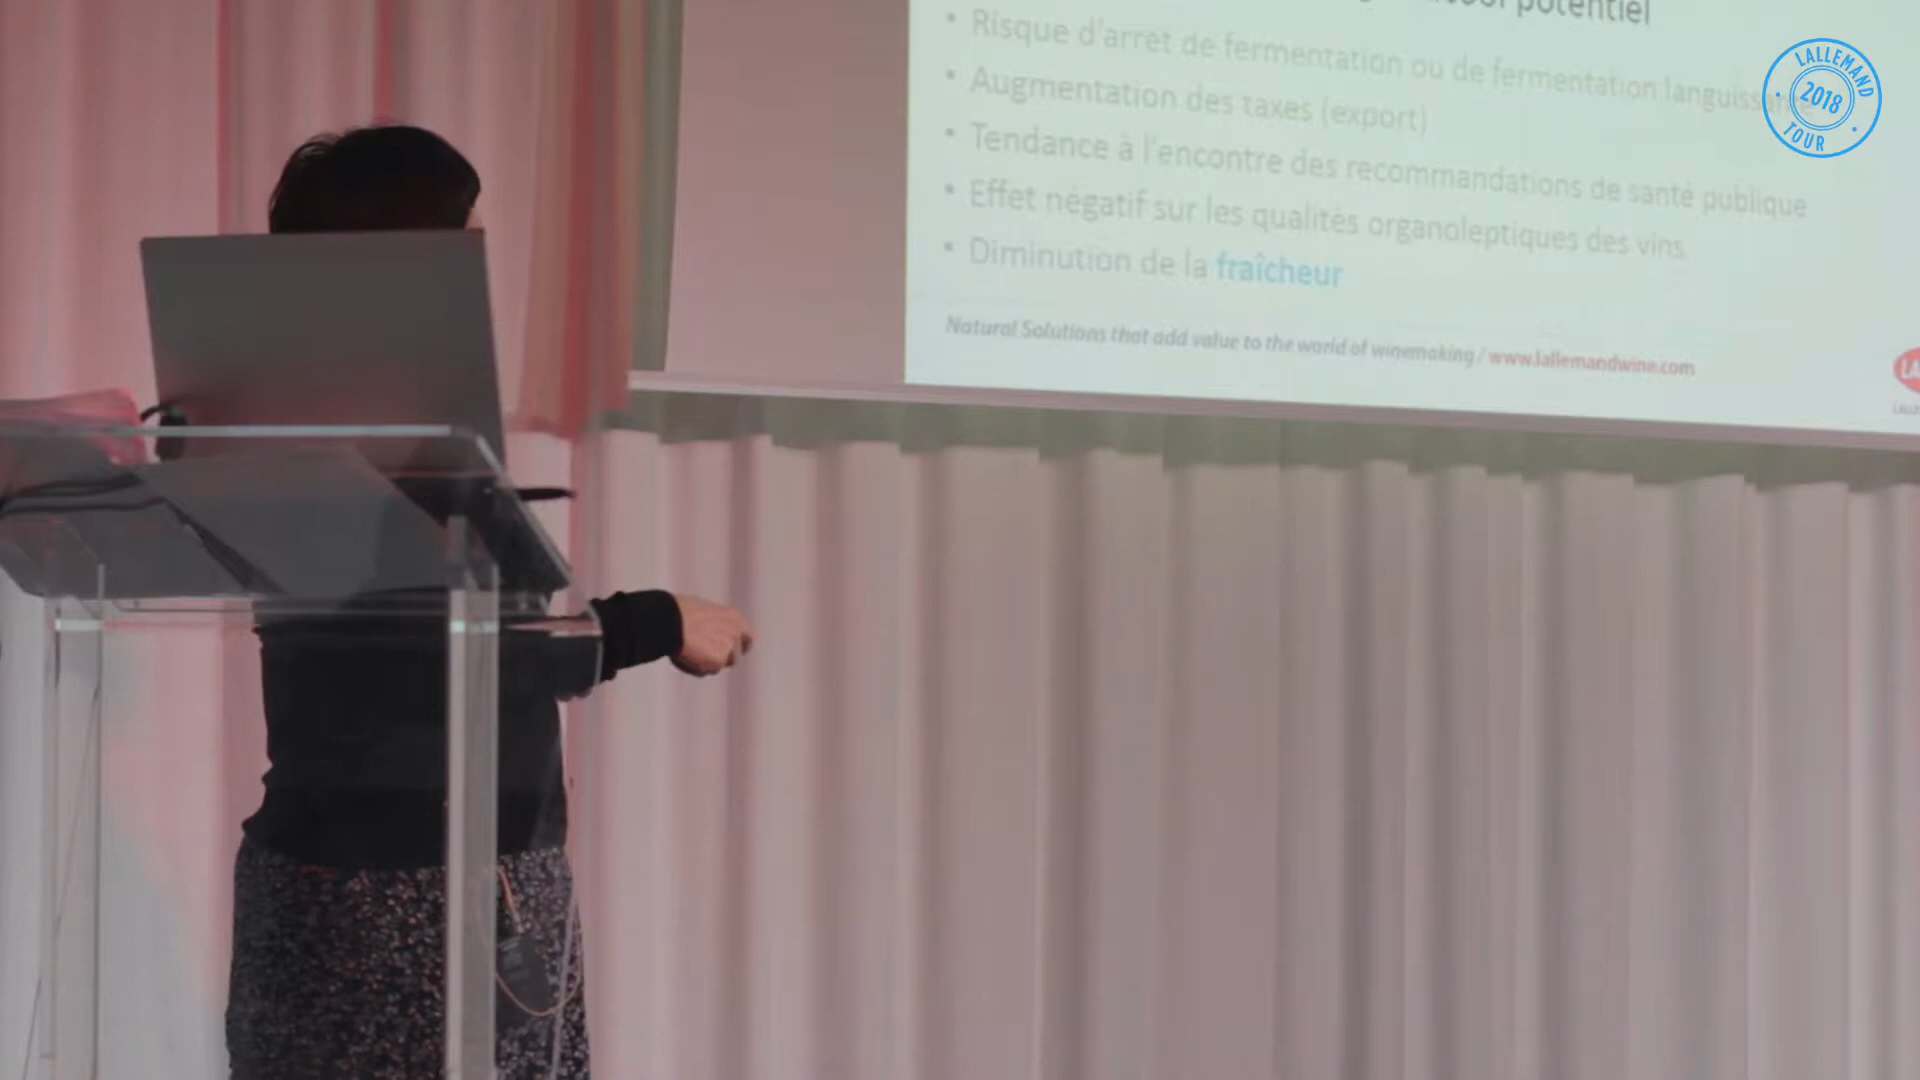 potentiel
• Risque d'arrêt de fermentation ou de fermentation languissante
• Augmentation des taxes (export)
• Tendance à l'encontre des recommandations de santé publique
• Effet négatif sur les qualités organoleptiques des vins
• Diminution de la fraîcheur
Natural Solutions that add value to the world of winemaking / www.lallemandwine.com
LALLEMAND
2018
TOUR